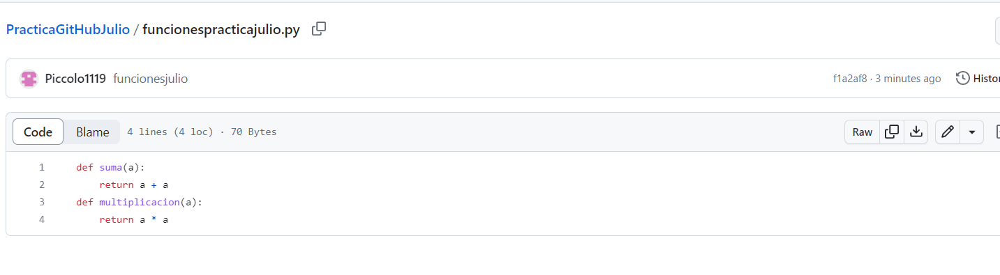 PracticaGitHubJulio / funcionespracticajulio.py
Piccolo1119 funcionesjulio f1a2af8 · 3 minutes ago
Code Blame 4 lines (4 loc) · 70 Bytes Raw
1 def suma(a):
2     return a + a
3 def multiplicacion(a):
4     return a * a